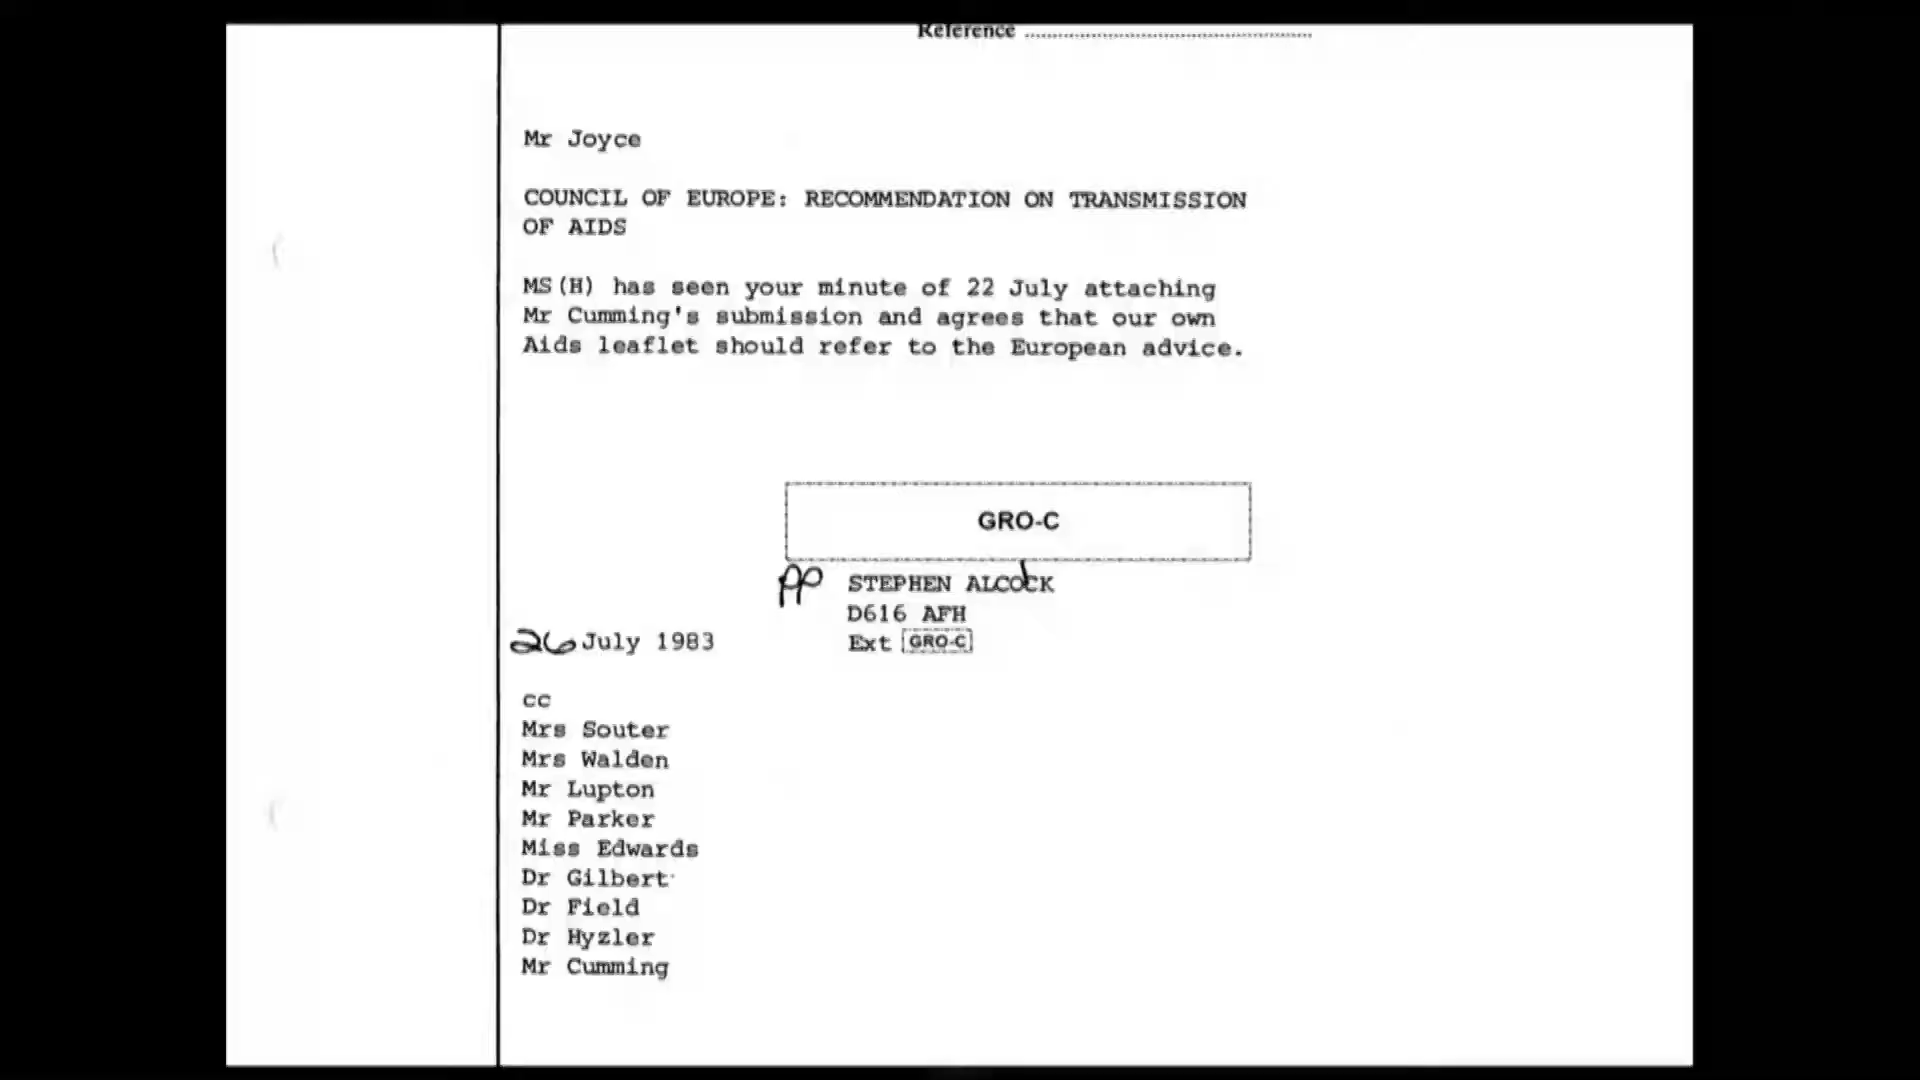 Reference
Mr Joyce
COUNCIL OF EUROPE: RECOMMENDATION ON TRANSMISSION
OF AIDS
MS(H) has seen your minute of 22 July attaching
Mr Cumming's submission and agrees that our own
Aids leaflet should refer to the European advice.
GRO-C
pp STEPHEN ALCOCK
D616 AFH
26 July 1983 Ext GRO-C
cc
Mrs Souter
Mrs Walden
Mr Lupton
Mr Parker
Miss Edwards
Dr Gilbert
Dr Field
Dr Hyzler
Mr Cumming